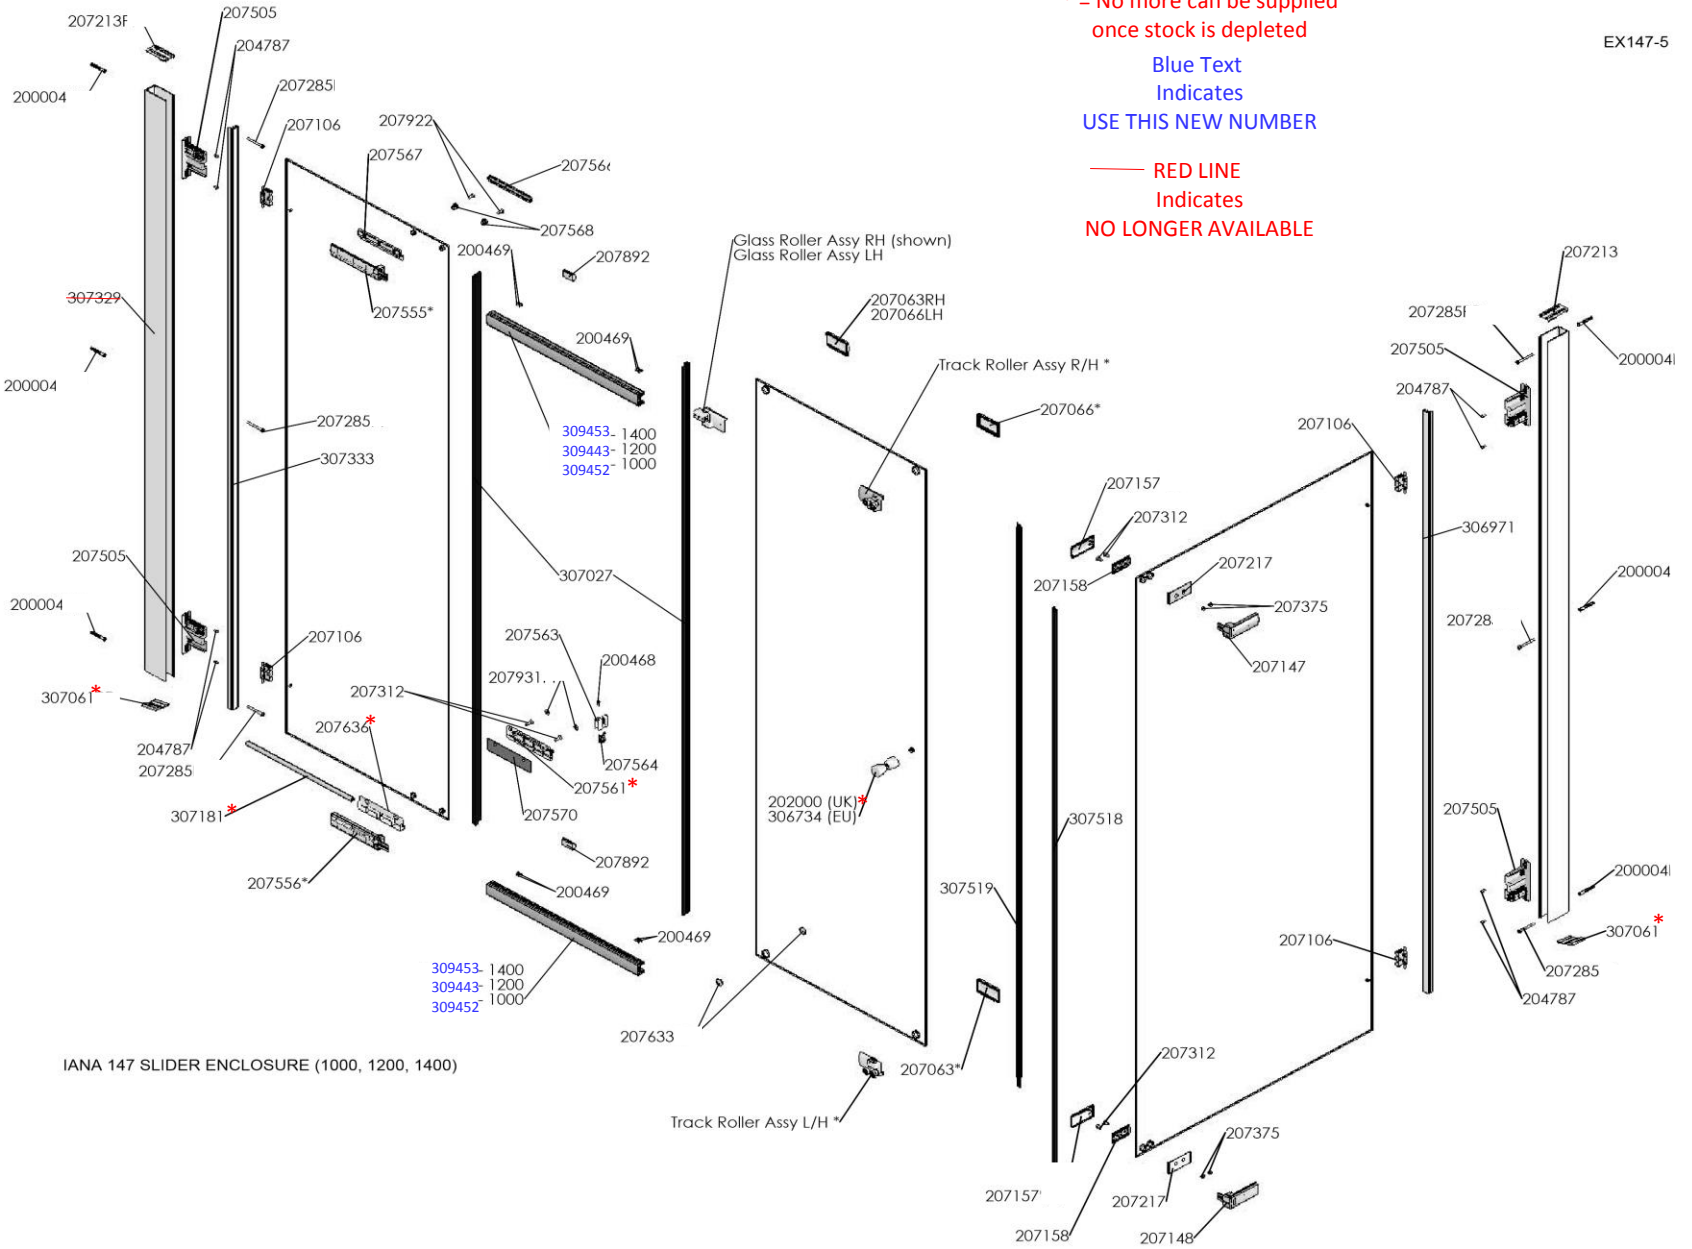 = No more can be supplied
once stock is depleted
Blue Text
Indicates
USE THIS NEW NUMBER
RED LINE
Indicates
NO LONGER AVAILABLE
EX147-5
207213F
207505
204787
200004
207285
207106
207922
207567
207566
207568
200469
207892
Glass Roller Assy RH (shown)
Glass Roller Assy LH
207063RH
207066LH
307329
207555*
200469
Track Roller Assy R/H *
207066*
200004
309453 - 1400
309443 - 1200
309452 - 1000
207285
307333
207213
207285F
200004
207505
204787
207106
207157
207312
306971
207158
207217
207375
200004
20728
207147
207505
307027
200004
207106
207563
200468
207931. .
207312
307061*
207636*
204787
207285
207564
207561*
307181*
207570
202000 (UK)*
306734 (EU)
307518
207505
207892
207556*
200469
307519
200004
200469
307061*
207106
207285
309453 - 1400
309443 - 1200
309452 - 1000
204787
207633
207312
207063*
IANA 147 SLIDER ENCLOSURE (1000, 1200, 1400)
Track Roller Assy L/H *
207375
207157
207217
207158
207148